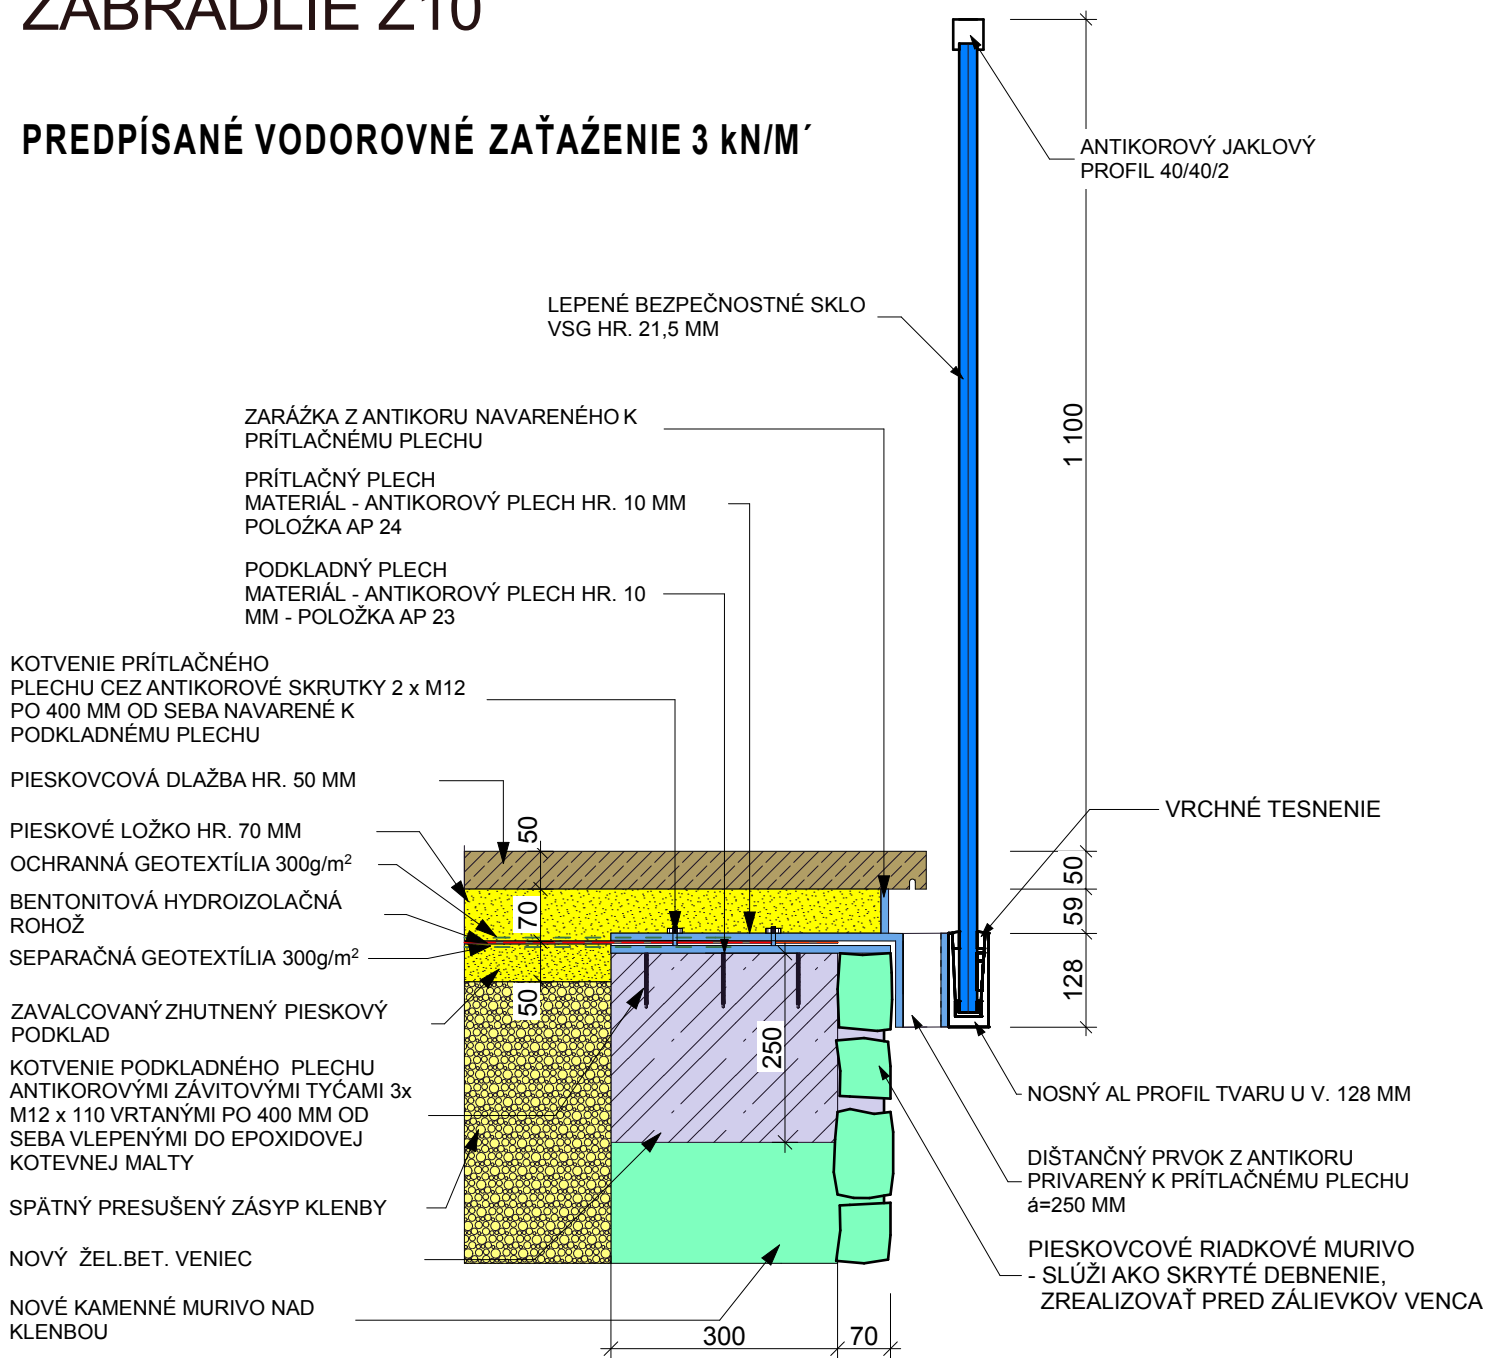 ZÁBRADLIE Z10
PREDPÍSANÉ VODOROVNÉ ZAŤAŹENIE 3 kN/M´
ANTIKOROVÝ JAKLOVÝ
PROFIL 40/40/2
LEPENÉ BEZPEČNOSTNÉ SKLO
VSG HR. 21,5 MM
1 100
ZARÁŹKA Z ANTIKORU NAVARENÉHO K
PRÍTLAČNÉMU PLECHU
PRÍTLAČNÝ PLECH
MATERIÁL - ANTIKOROVÝ PLECH HR. 10 MM
POLOŹKA AP 24
PODKLADNÝ PLECH
MATERIÁL - ANTIKOROVÝ PLECH HR. 10
MM - POLOŽKA AP 23
KOTVENIE PRÍTLAČNÉHO
PLECHU CEZ ANTIKOROVÉ SKRUTKY 2 x M12
PO 400 MM OD SEBA NAVARENÉ K
PODKLADNÉMU PLECHU
PIESKOVCOVÁ DLAŽBA HR. 50 MM
PIESKOVÉ LOŽKO HR. 70 MM
OCHRANNÁ GEOTEXTÍLIA 300g/m²
BENTONITOVÁ HYDROIZOLAČNÁ
ROHOŽ
SEPARAČNÁ GEOTEXTÍLIA 300g/m²
ZAVALCOVANÝ ZHUTNENÝ PIESKOVÝ
PODKLAD
KOTVENIE PODKLADNÉHO PLECHU
ANTIKOROVÝMI ZÁVITOVÝMI TYĆAMI 3x
M12 x 110 VRTANÝMI PO 400 MM OD
SEBA VLEPENÝMI DO EPOXIDOVEJ
KOTEVNEJ MALTY
SPÄTNÝ PRESUŠENÝ ZÁSYP KLENBY
NOVÝ ŽEL.BET. VENIEC
NOVÉ KAMENNÉ MURIVO NAD
KLENBOU
50
70
50
250
300
70
VRCHNÉ TESNENIE
50
59
128
NOSNÝ AL PROFIL TVARU U V. 128 MM
DIŠTANČNÝ PRVOK Z ANTIKORU
PRIVARENÝ K PRÍTLAČNÉMU PLECHU
á=250 MM
PIESKOVCOVÉ RIADKOVÉ MURIVO
- SLÚŽI AKO SKRYTÉ DEBNENIE,
ZREALIZOVAŤ PRED ZÁLIEVKOV VENCA